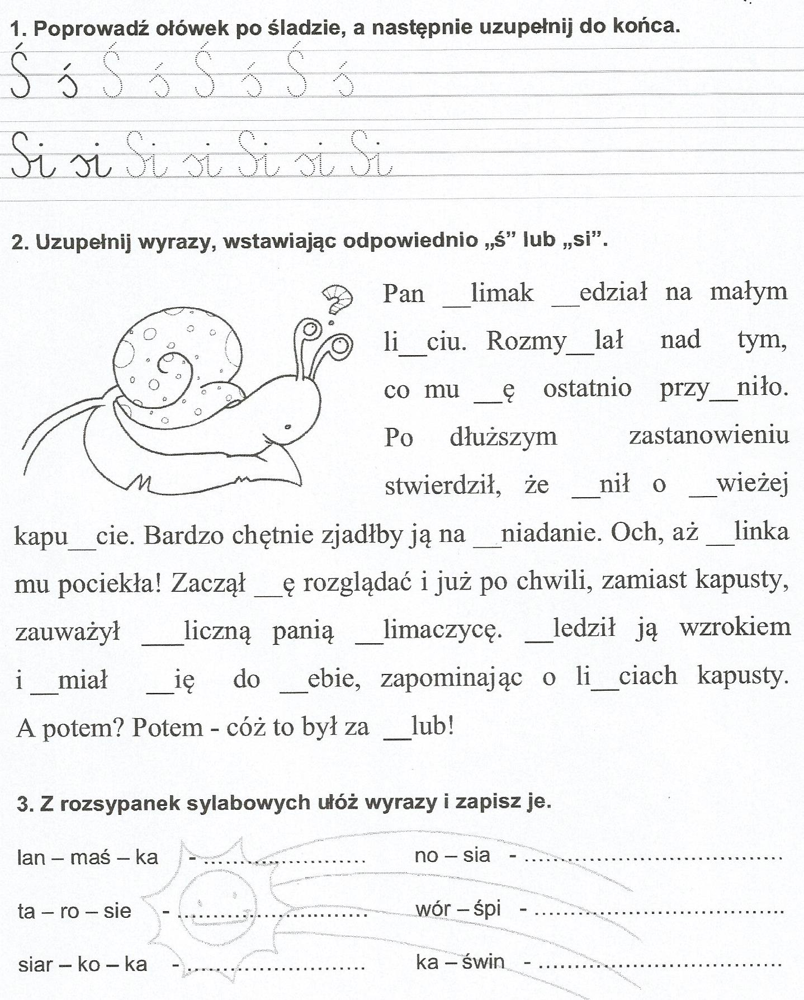 1. Poprowadź ołówek po śladzie, a następnie uzupełnij do końca.
Ś ś Ś ś Ś ś Ś ś
Si si Si si Si si Si
2. Uzupełnij wyrazy, wstawiając odpowiednio „ś” lub „si”.
?
Pan __limak __edział na małym
li__ciu. Rozmy__lał nad tym,
co mu __ę ostatnio przy__niło.
Po dłuższym zastanowieniu
stwierdził, że __nił o __wieżej
kapu__cie. Bardzo chętnie zjadłby ją na __niadanie. Och, aż __linka
mu pociekła! Zaczął __ę rozglądać i już po chwili, zamiast kapusty,
zauważył ___liczną panią __limaczycę. __ledził ją wzrokiem
i __miał __ię do __ebie, zapominając o li__ciach kapusty.
A potem? Potem - cóż to był za __lub!
3. Z rozsypanek sylabowych ułóż wyrazy i zapisz je.
lan – maś – ka - ........................ no – sia - ...................................
ta – ro – sie - .......................... wór – śpi - ..................................
siar – ko – ka - ......................... ka – świn - .................................